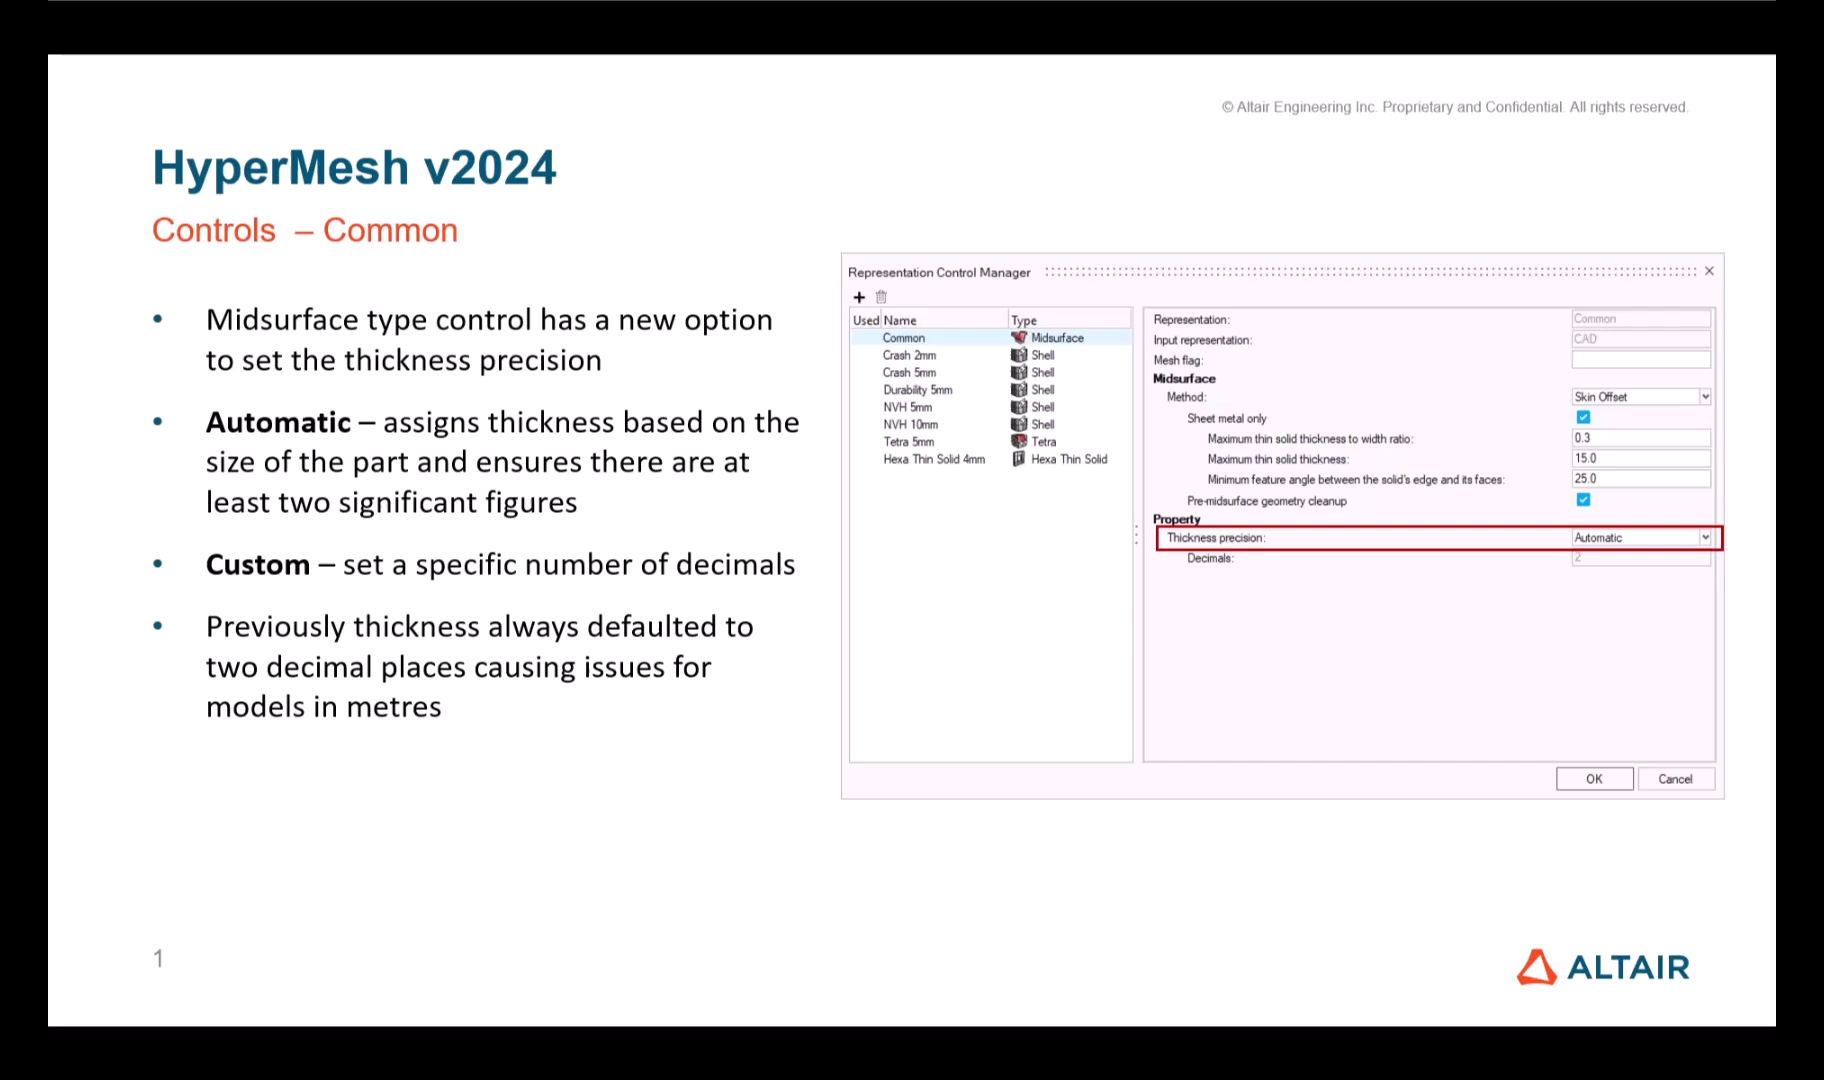 © Altair Engineering Inc. Proprietary and Confidential. All rights reserved.
HyperMesh v2024
Controls – Common
• Midsurface type control has a new option
to set the thickness precision
• Automatic – assigns thickness based on the
size of the part and ensures there are at
least two significant figures
• Custom – set a specific number of decimals
• Previously thickness always defaulted to
two decimal places causing issues for
models in metres
Representation Control Manager
Used Name Type
Common Midsurface
Crash 2mm Shell
Crash 5mm Shell
Durability 5mm Shell
NVH 5mm Shell
NVH 10mm Shell
Tetra 5mm Tetra
Hexa Thin Solid 4mm Hexa Thin Solid
Representation: Common
Input representation: CAD
Mesh flag:
Midsurface
Method: Skin Offset
Sheet metal only
Maximum thin solid thickness to width ratio: 0.3
Maximum thin solid thickness: 15.0
Minimum feature angle between the solid's edge and its faces: 25.0
Pre-midsurface geometry cleanup
Property
Thickness precision: Automatic
Decimals: 2
OK Cancel
1
ALTAIR